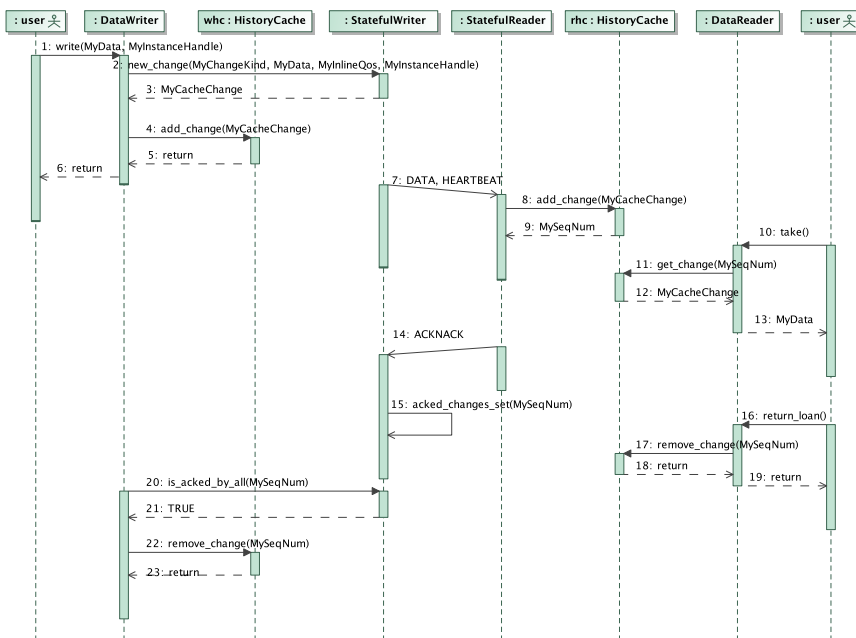 : user
: DataWriter
whc : HistoryCache
: StatefulWriter
: StatefulReader
rhc : HistoryCache
: DataReader
: user
1: write(MyData, MyInstanceHandle)
2: new_change(MyChangeKind, MyData, MyInlineQos, MyInstanceHandle)
3: MyCacheChange
4: add_change(MyCacheChange)
5: return
6: return
7: DATA, HEARTBEAT
8: add_change(MyCacheChange)
9: MySeqNum
10: take()
11: get_change(MySeqNum)
12: MyCacheChange
13: MyData
14: ACKNACK
15: acked_changes_set(MySeqNum)
16: return_loan()
17: remove_change(MySeqNum)
18: return
19: return
20: is_acked_by_all(MySeqNum)
21: TRUE
22: remove_change(MySeqNum)
23: return